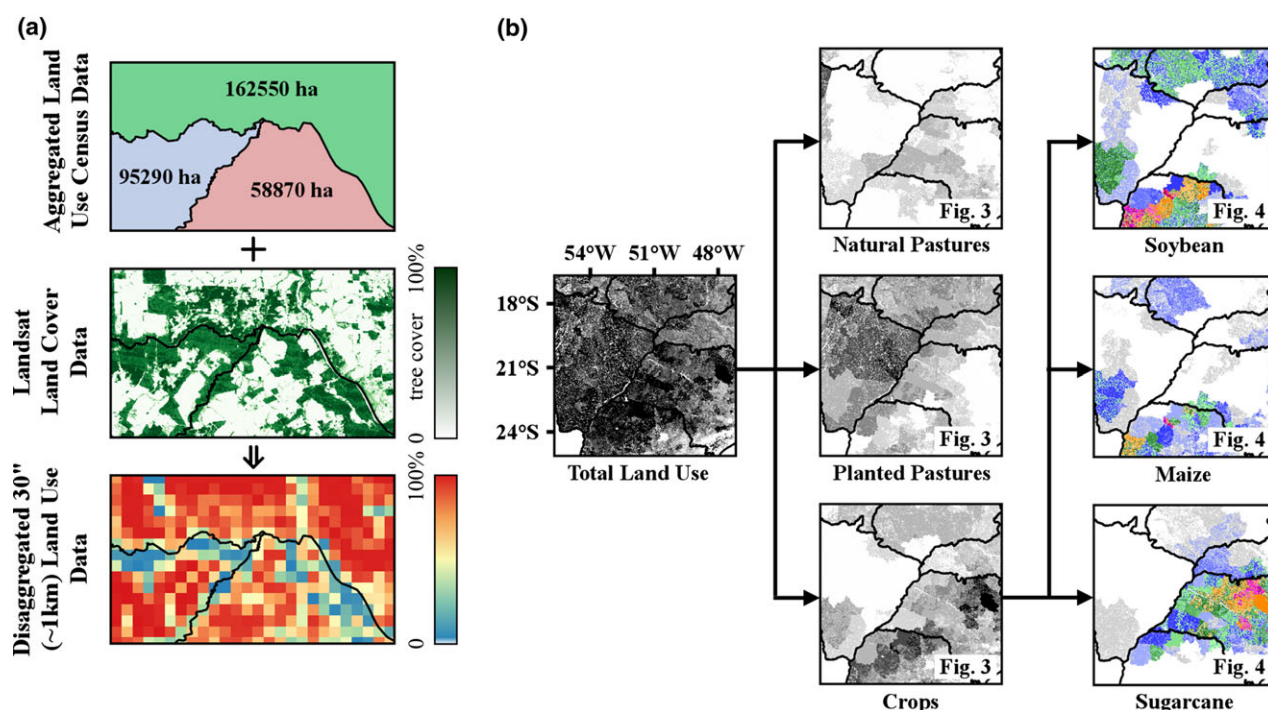 (a)
Aggregated Land
Use Census Data
162550 ha
95290 ha
58870 ha
+
Landsat
Land Cover
Data
0
tree cover
100%
⇓
Disaggregated 30"
(~1km) Land Use
Data
0
100%
(b)
54°W 51°W 48°W
18°S
21°S
24°S
Total Land Use
Fig. 3
Natural Pastures
Fig. 3
Planted Pastures
Fig. 3
Crops
Fig. 4
Soybean
Fig. 4
Maize
Fig. 4
Sugarcane